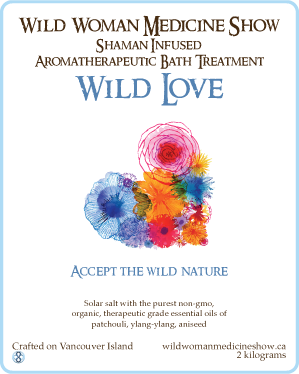 Wild Woman Medicine Show
Shaman Infused
Aromatherapeutic Bath Treatment
Wild Love
Accept the wild nature
Solar salt with the purest non-gmo,
organic, therapeutic grade essential oils of
patchouli, ylang-ylang, aniseed
Crafted on Vancouver Island
wildwomanmedicineshow.ca
2 kilograms